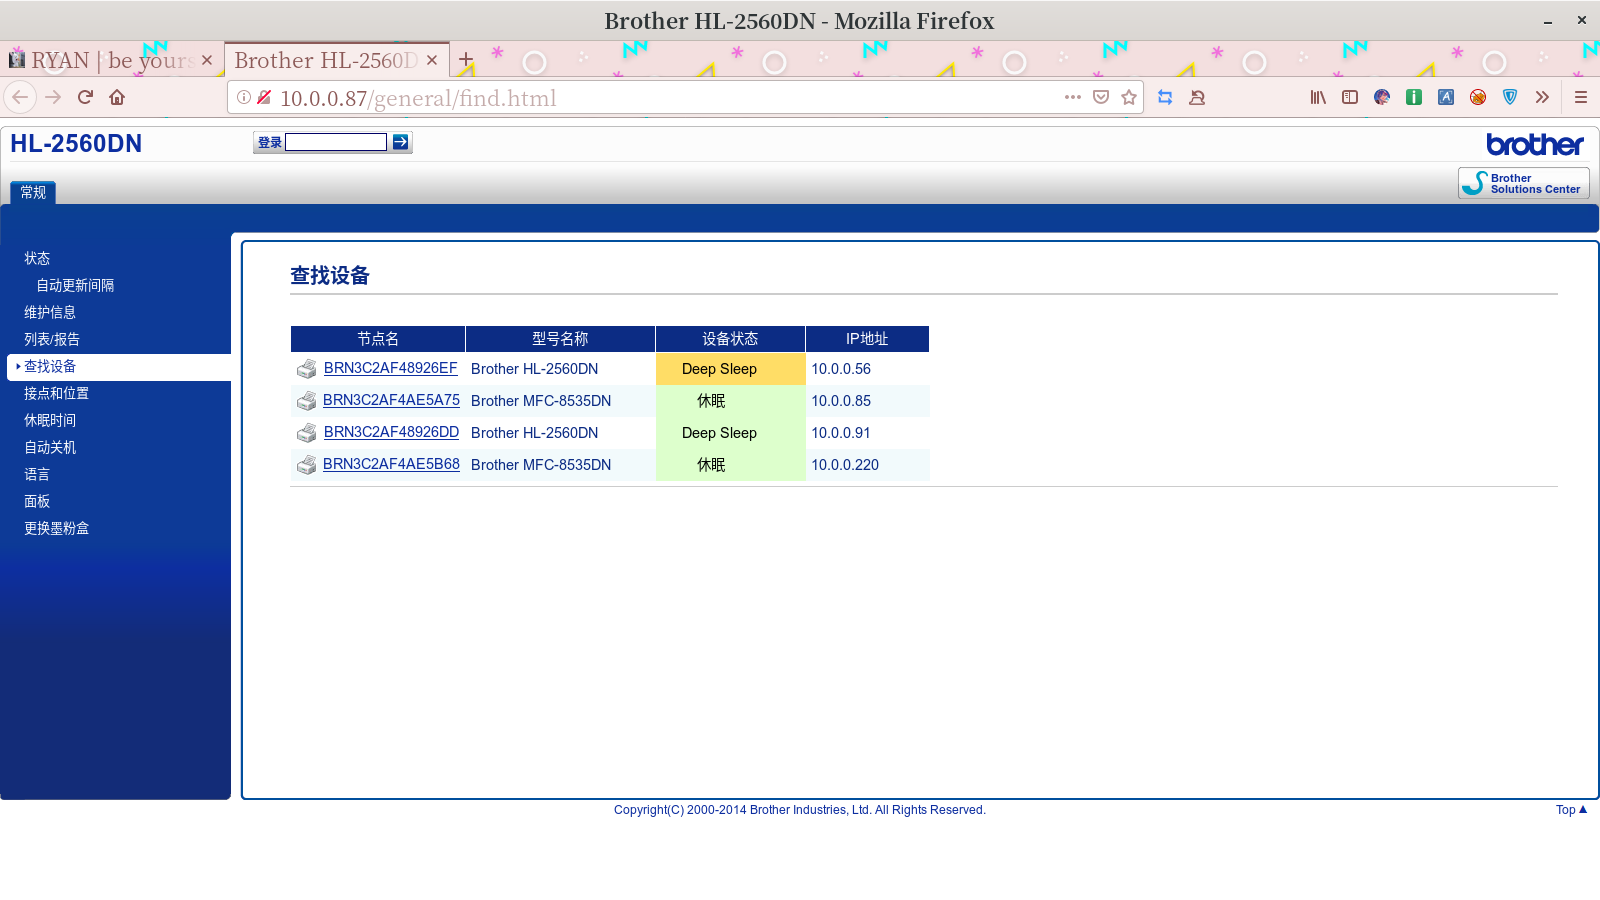 Brother HL-2560DN - Mozilla Firefox
RYAN | be yours
Brother HL-2560D
10.0.0.87/general/find.html
HL-2560DN
登录
brother
常规
Brother
Solutions Center
状态
自动更新间隔
维护信息
列表/报告
查找设备
接点和位置
休眠时间
自动关机
语言
面板
更换墨粉盒
查找设备
节点名 型号名称 设备状态 IP地址
BRN3C2AF48926EF Brother HL-2560DN Deep Sleep 10.0.0.56
BRN3C2AF4AE5A75 Brother MFC-8535DN 休眠 10.0.0.85
BRN3C2AF48926DD Brother HL-2560DN Deep Sleep 10.0.0.91
BRN3C2AF4AE5B68 Brother MFC-8535DN 休眠 10.0.0.220
Copyright(C) 2000-2014 Brother Industries, Ltd. All Rights Reserved.
Top